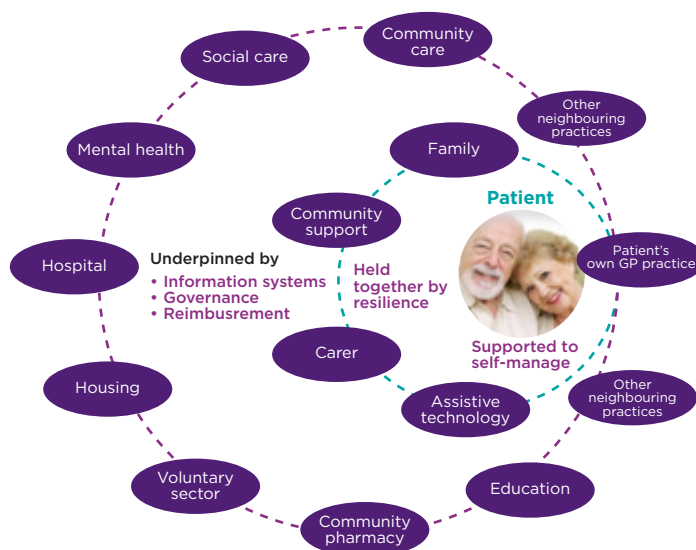 Community
care
Social care
Other
neighbouring
practices
Mental health
Family
Patient
Community
support
Hospital
Underpinned by
• Information systems
• Governance
• Reimbusrement
Held
together by
resilience
Patient's
own GP practice
Supported to
self-manage
Carer
Housing
Assistive
technology
Other
neighbouring
practices
Voluntary
sector
Education
Community
pharmacy